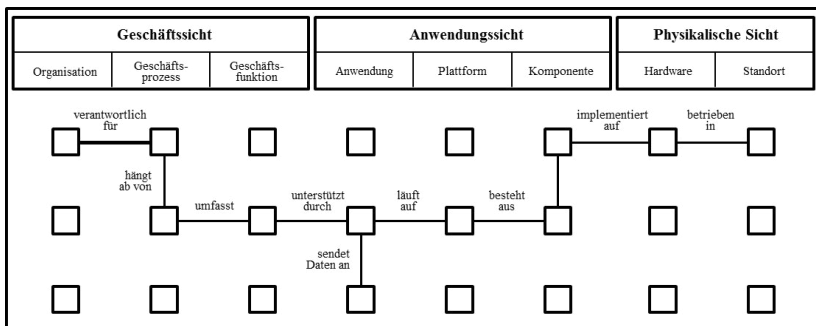 Geschäftssicht
Anwendungssicht
Physikalische Sicht
Organisation
Geschäfts-
prozess
Geschäfts-
funktion
Anwendung
Plattform
Komponente
Hardware
Standort
verantwortlich
für
implementiert
auf
betrieben
in
hängt
ab von
umfasst
unterstützt
durch
läuft
auf
besteht
aus
sendet
Daten an